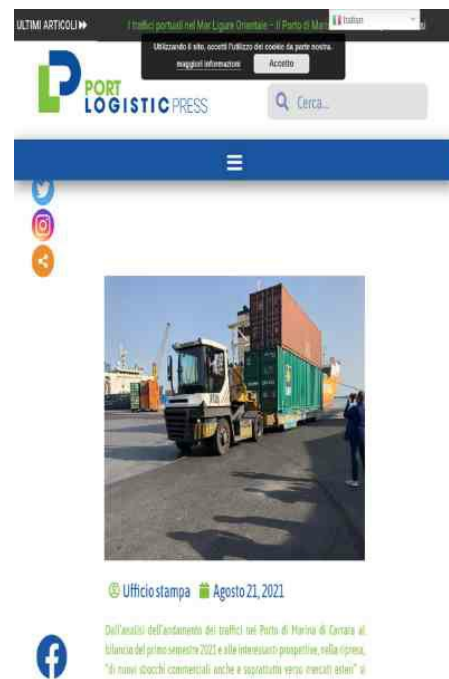 ULTIMI ARTICOLI
I traffici portuali nel Mar Ligure Orientale – Il Porto di Mar
Italian
Utilizzando il sito, accetti l'utilizzo dei cookie da parte nostra.
maggiori informazioni
Accetto
PORT
LOGISTIC PRESS
Cerca...
Ufficio stampa
Agosto 21, 2021
Dall'analisi dell'andamento dei traffici nel Porto di Marina di Carrara al
bilancio del primo semestre 2021 e alle interessanti prospettive, nella ripresa,
"di nuovi sbocchi commerciali anche e soprattutto verso mercati esteri" si